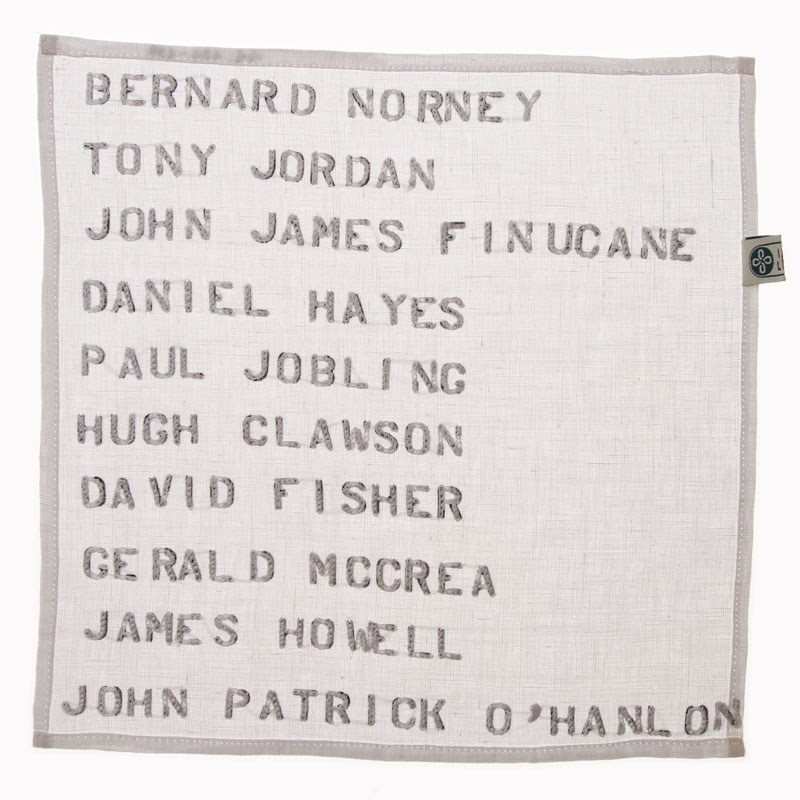 BERNARD NORNEY
TONY JORDAN
JOHN JAMES FINUCANE
DANIEL HAYES
PAUL JOBLING
HUGH CLAWSON
DAVID FISHER
GERALD MCCREA
JAMES HOWELL
JOHN PATRICK O'HANLON